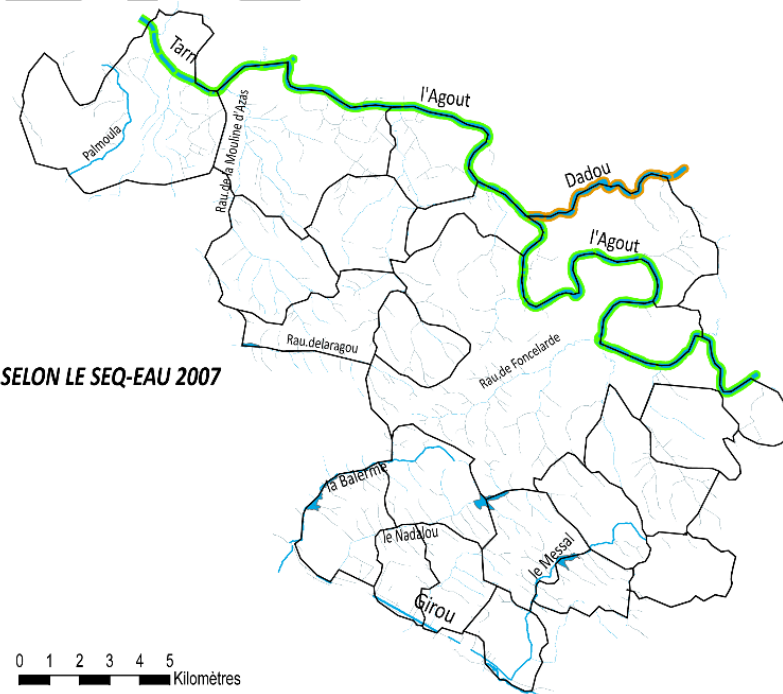 Tarn
l'Agout
Palmoula
Rau.de la Mouline d'Azas
Dadou
l'Agout
Rau.delaragou
Rau.de Foncelarde
SELON LE SEQ-EAU 2007
la Balerme
le Nadalou
le Messal
Girou
0 1 2 3 4 5
Kilomètres